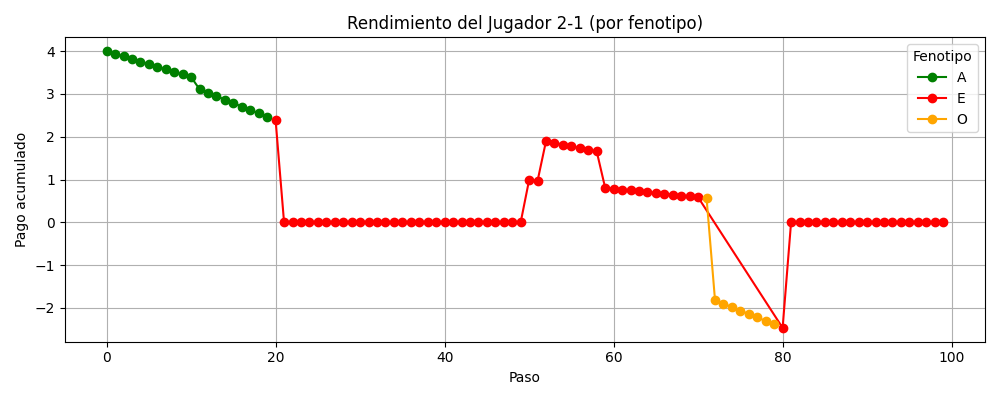 Rendimiento del Jugador 2-1 (por fenotipo)
Pago acumulado
4
3
2
1
0
−1
−2
0
20
40
60
80
100
Paso
Fenotipo
A
E
O